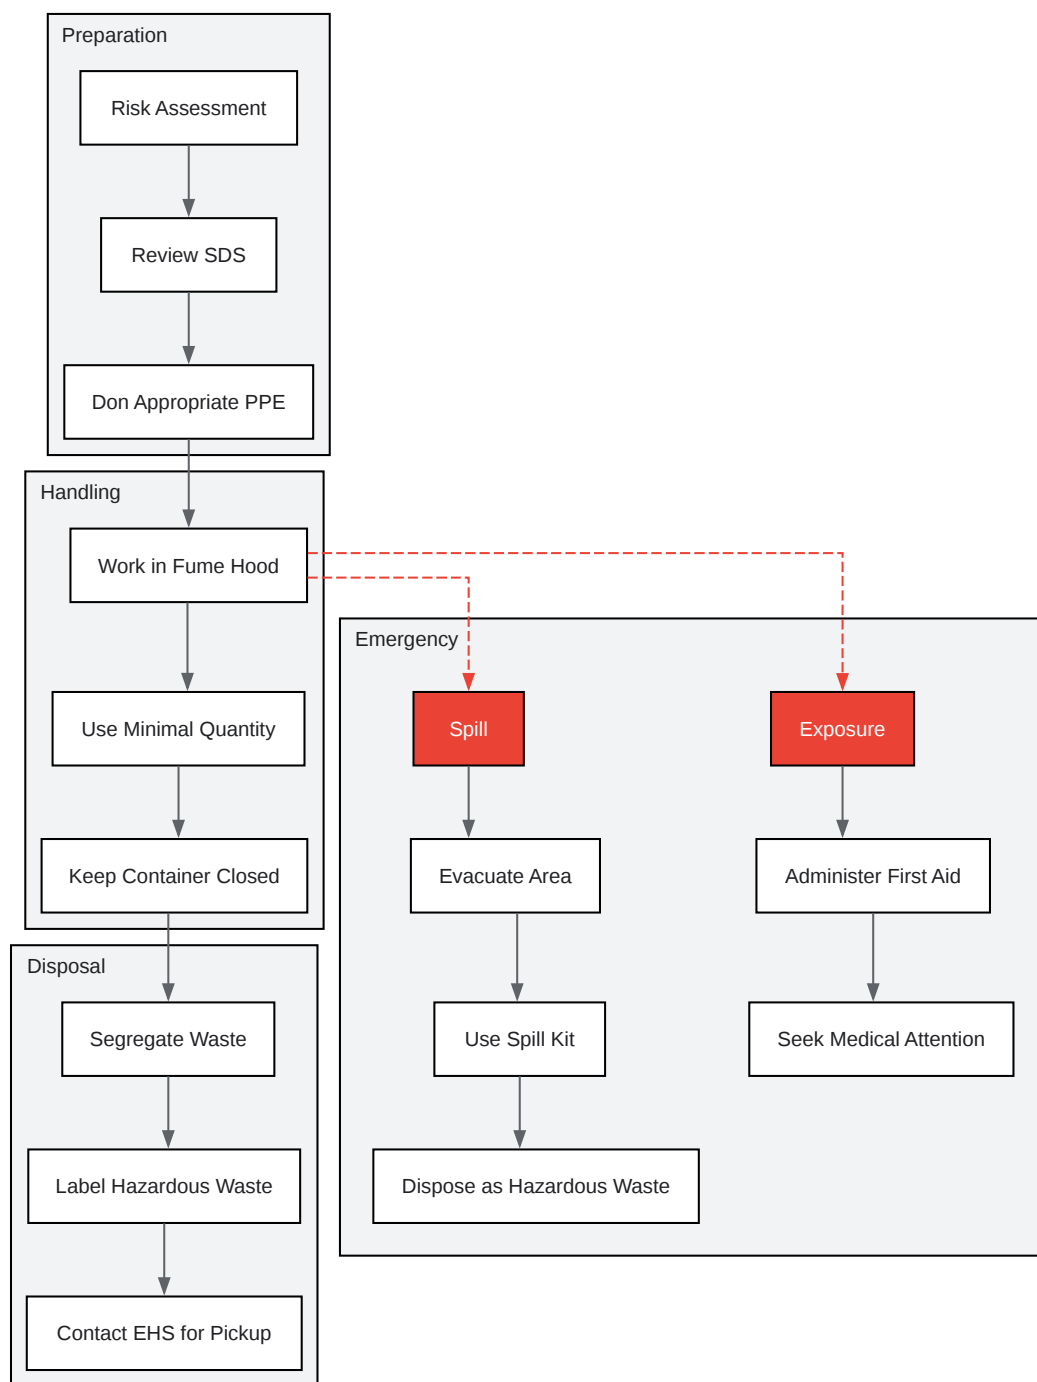 Preparation
Risk Assessment
Review SDS
Don Appropriate PPE
Handling
Work in Fume Hood
Use Minimal Quantity
Keep Container Closed
Disposal
Segregate Waste
Label Hazardous Waste
Contact EHS for Pickup
Emergency
Spill
Evacuate Area
Use Spill Kit
Dispose as Hazardous Waste
Exposure
Administer First Aid
Seek Medical Attention